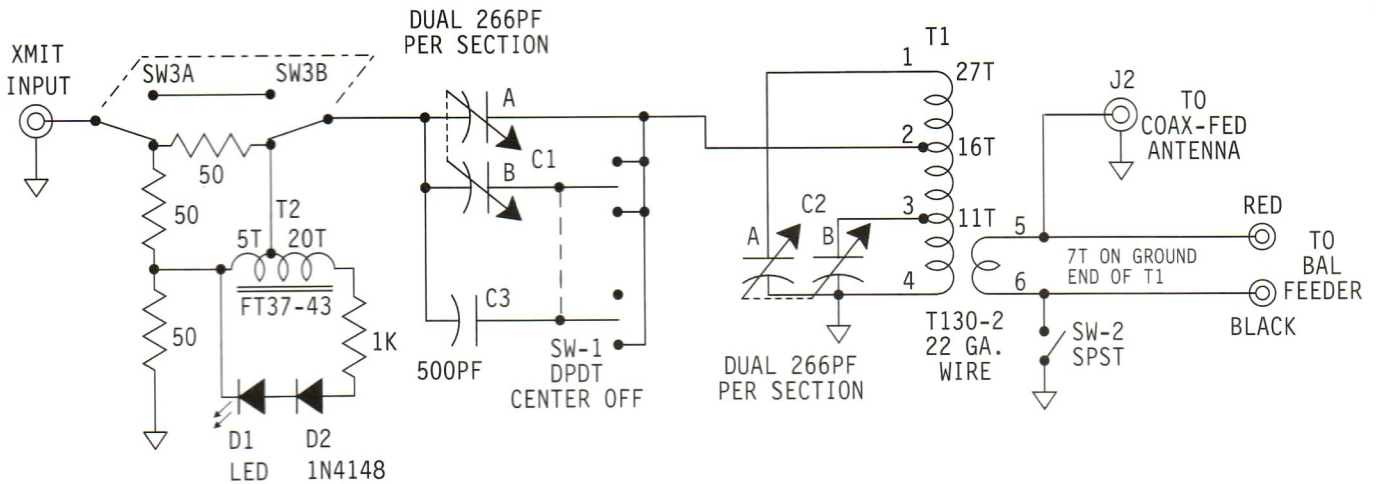 DUAL 266PF
PER SECTION
XMIT
INPUT
SW3A
SW3B
A
B
C1
50
50
50
T2
5T 20T
FT37-43
1K
D1
LED
D2
1N4148
C3
500PF
SW-1
DPDT
CENTER OFF
T1
1
27T
2
16T
3
11T
4
A
C2
B
DUAL 266PF
PER SECTION
T130-2
22 GA.
WIRE
5
7T ON GROUND
END OF T1
6
SW-2
SPST
J2
TO
COAX-FED
ANTENNA
RED
TO
BAL
FEEDER
BLACK